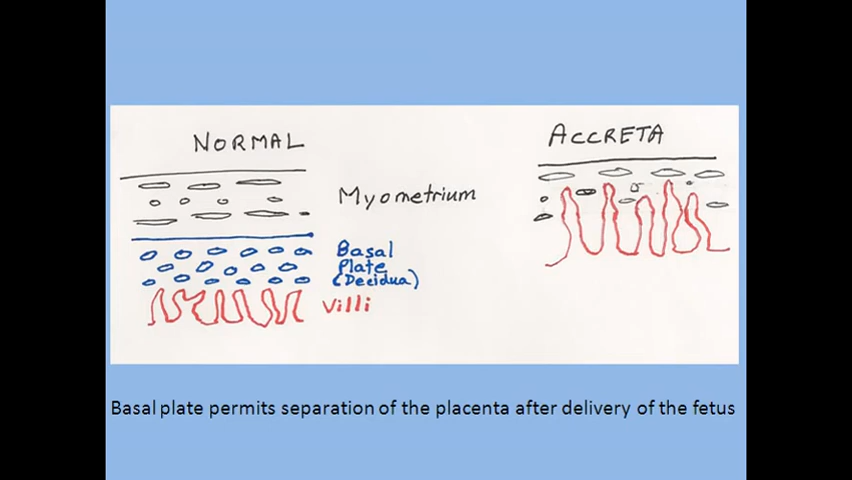 NORMAL
ACCRETA
Myometrium
Basal
Plate
(Decidua)
Villi
Basal plate permits separation of the placenta after delivery of the fetus